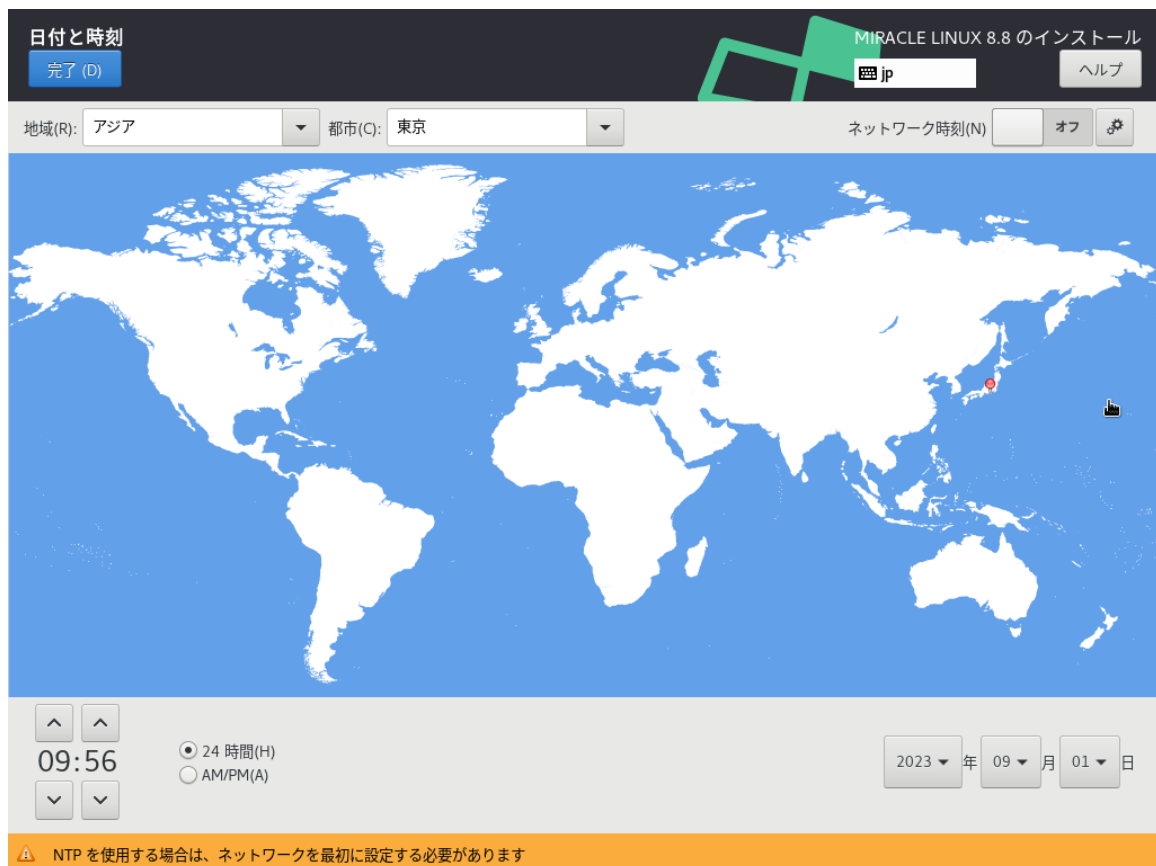 日付と時刻
MIRACLE LINUX 8.8 のインストール
完了 (D)
jp
ヘルプ
地域(R): アジア 都市(C): 東京 ネットワーク時刻(N) オフ
09:56
24 時間(H)
AM/PM(A)
2023 年 09 月 01 日
NTP を使用する場合は、ネットワークを最初に設定する必要があります